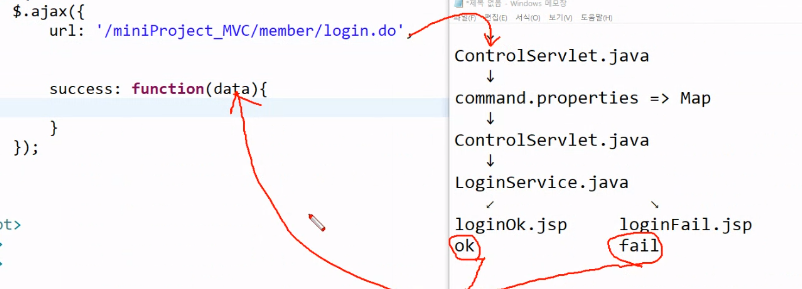 $.ajax({
url: '/miniProject_MVC/member/login.do',
success: function(data){
}
});
pt>
*제목 없음 - Windows 메모장
파일(F) 편집(E) 서식(O) 보기(V) 도움말(H)
ControlServlet.java
↓
command.properties => Map
↓
ControlServlet.java
↓
LoginService.java
↙ ↘
loginOk.jsp loginFail.jsp
ok fail